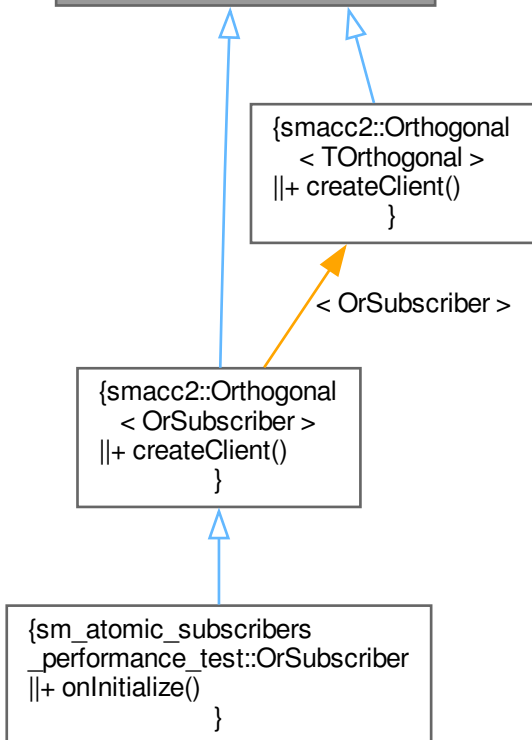 {smacc2::Orthogonal
< TOrthogonal >
||+ createClient()
}
< OrSubscriber >
{smacc2::Orthogonal
< OrSubscriber >
||+ createClient()
}
{sm_atomic_subscribers
_performance_test::OrSubscriber
||+ onInitialize()
}